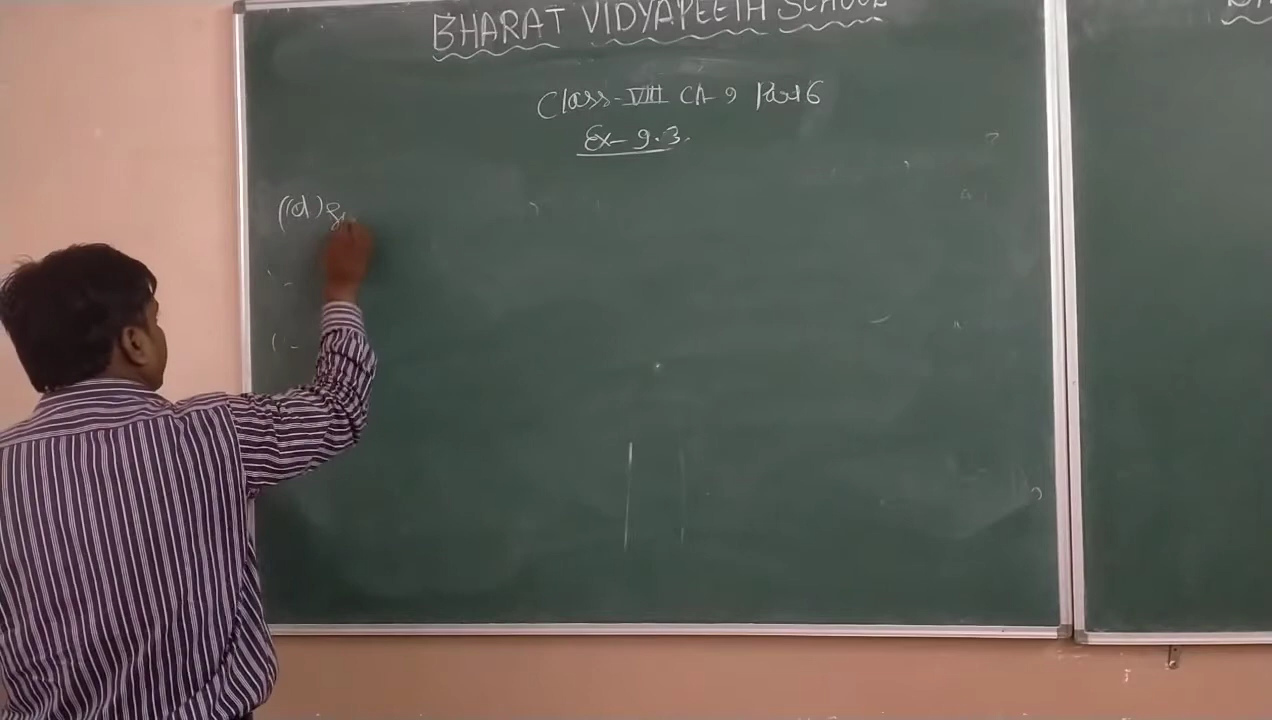 BHARAT VIDYAPEETH SCHOOL
Class-VIII Ch-9 Part 6
Ex-9.3.
(d)